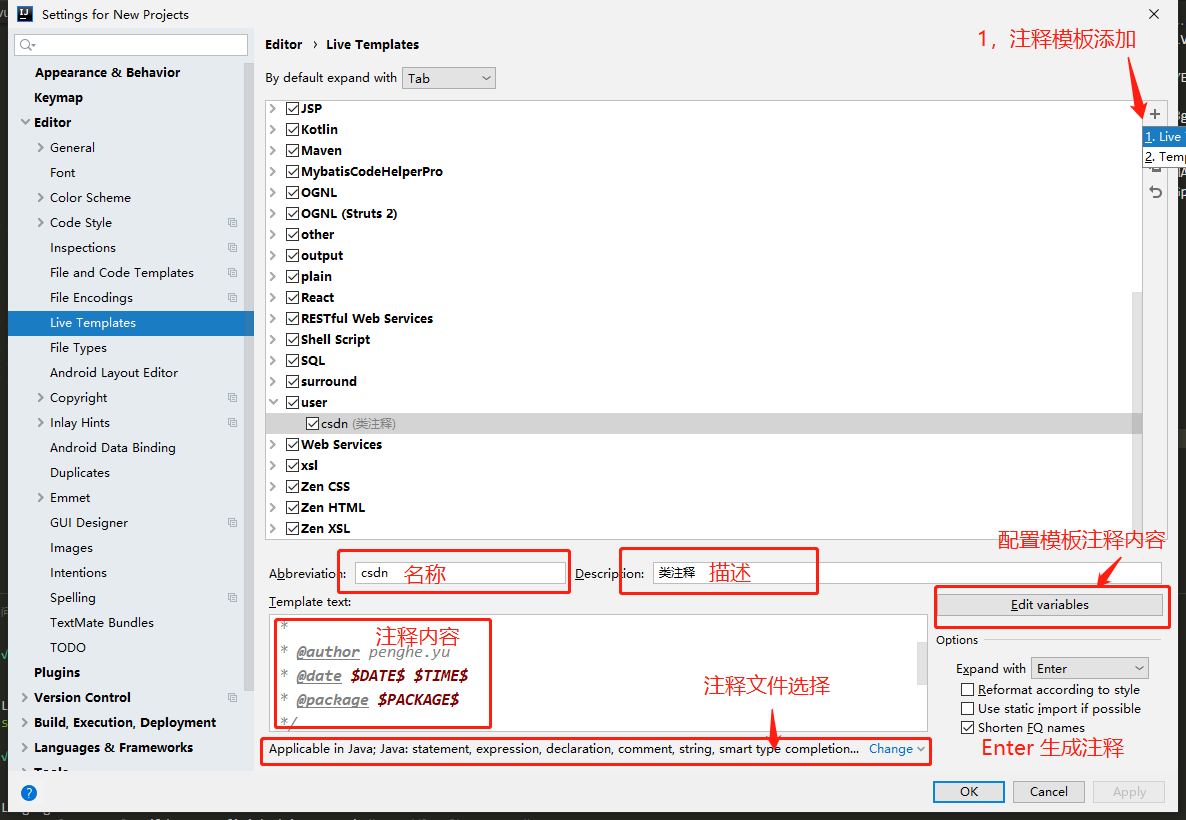 Settings for New Projects
1，注释模板添加
Editor › Live Templates
By default expand with Tab
Appearance & Behavior
Keymap
Editor
General
Font
Color Scheme
Code Style
Inspections
File and Code Templates
File Encodings
Live Templates
File Types
Android Layout Editor
Copyright
Inlay Hints
Android Data Binding
Duplicates
Emmet
GUI Designer
Images
Intentions
Spelling
TextMate Bundles
TODO
Plugins
Version Control
Build, Execution, Deployment
Languages & Frameworks
Tools
JSP
Kotlin
Maven
MybatisCodeHelperPro
OGNL
OGNL (Struts 2)
other
output
plain
React
RESTful Web Services
Shell Script
SQL
surround
user
csdn (类注释)
Web Services
xsl
Zen CSS
Zen HTML
Zen XSL
1. Live
2. Temp
配置模板注释内容
Abbreviation: csdn 名称 Description: 类注释 描述
Template text:
*
注释内容
* @author penghe.yu
* @date $DATE$ $TIME$
* @package $PACKAGE$
*/
Edit variables
Options
Expand with Enter
Reformat according to style
Use static import if possible
Shorten FQ names
注释文件选择
Enter 生成注释
Applicable in Java; Java: statement, expression, declaration, comment, string, smart type completion... Change
?
OK Cancel Apply